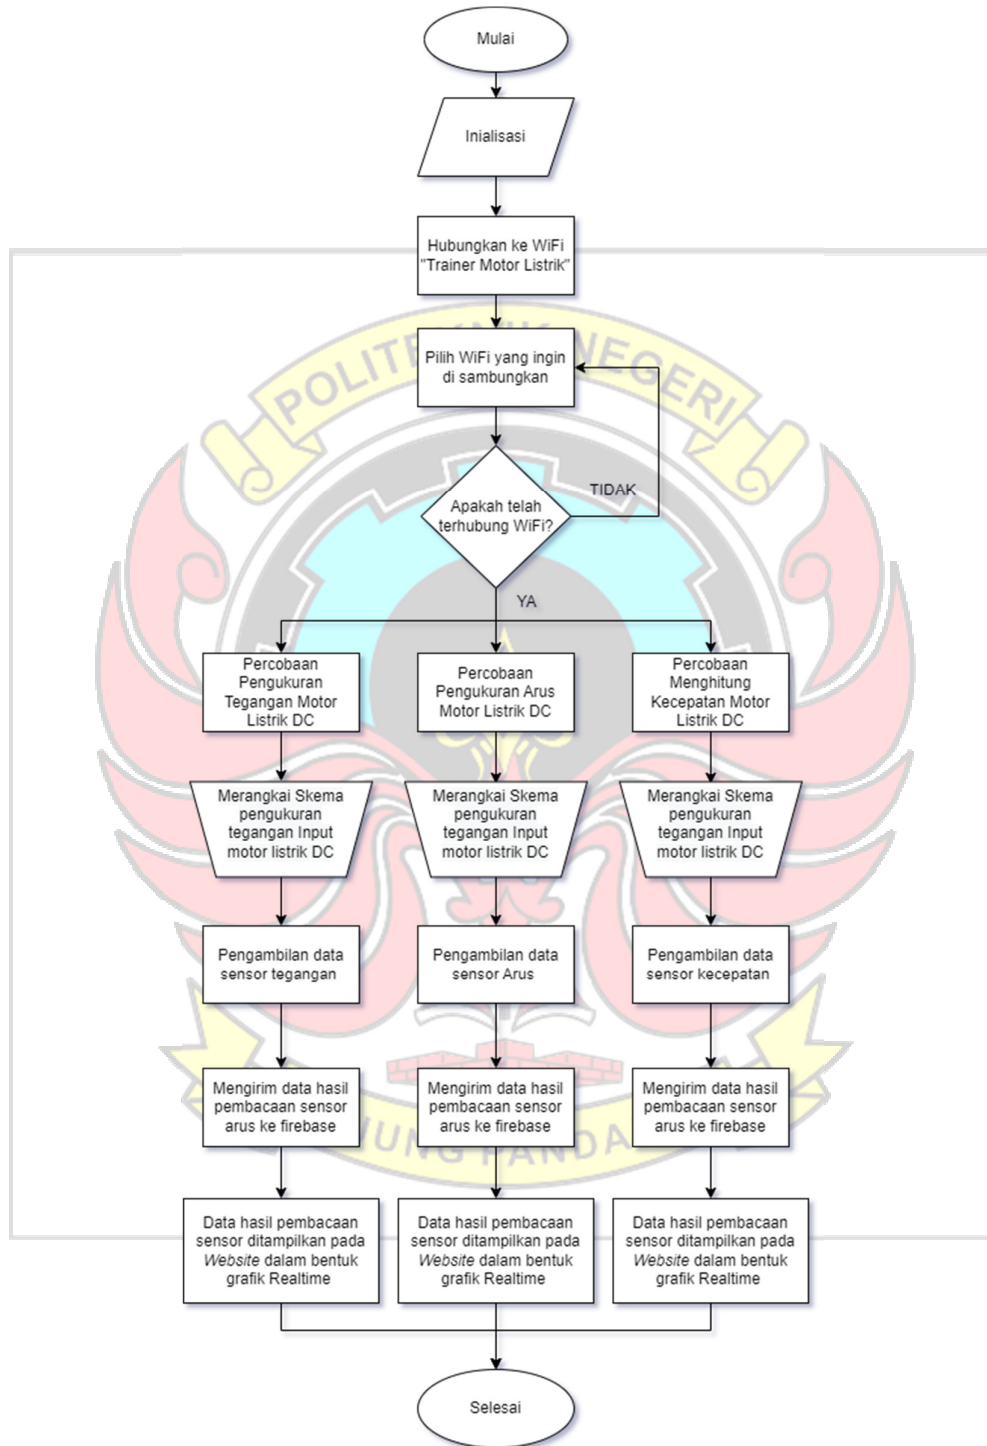 Mulai
Inialisasi
Hubungkan ke WiFi
"Trainer Motor Listrik"
POLITEKNIK NEGERI
Pilih WiFi yang ingin
di sambungkan
TIDAK
Apakah telah
terhubung WiFi?
YA
Percobaan
Pengukuran
Tegangan Motor
Listrik DC
Percobaan
Pengukuran Arus
Motor Listrik DC
Percobaan
Menghitung
Kecepatan Motor
Listrik DC
Merangkai Skema
pengukuran
tegangan Input
motor listrik DC
Merangkai Skema
pengukuran
tegangan Input
motor listrik DC
Merangkai Skema
pengukuran
tegangan Input
motor listrik DC
Pengambilan data
sensor tegangan
Pengambilan data
sensor Arus
Pengambilan data
sensor kecepatan
Mengirim data hasil
pembacaan sensor
arus ke firebase
Mengirim data hasil
pembacaan sensor
arus ke firebase
Mengirim data hasil
pembacaan sensor
arus ke firebase
UJUNG PANDANG
Data hasil pembacaan
sensor ditampilkan pada
Website dalam bentuk
grafik Realtime
Data hasil pembacaan
sensor ditampilkan pada
Website dalam bentuk
grafik Realtime
Data hasil pembacaan
sensor ditampilkan pada
Website dalam bentuk
grafik Realtime
Selesai